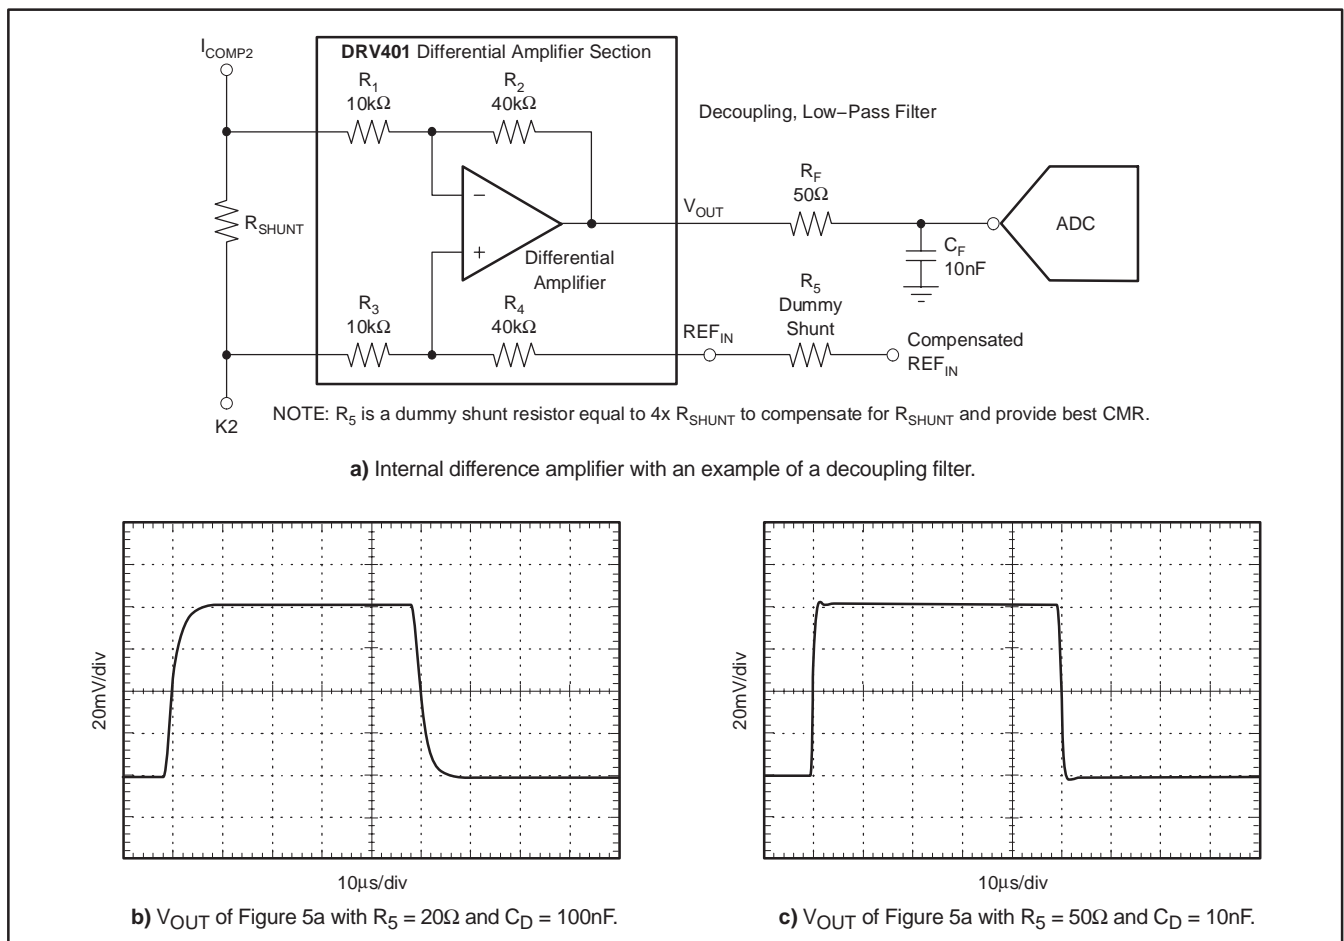 DRV401 Differential Amplifier Section
I_COMP2
R_1
10kΩ
R_2
40kΩ
Decoupling, Low−Pass Filter
R_SHUNT
−
+
Differential
Amplifier
V_OUT
R_F
50Ω
C_F
10nF
ADC
R_3
10kΩ
R_4
40kΩ
REF_IN
R_5
Dummy
Shunt
Compensated
REF_IN
K2
NOTE: R_5 is a dummy shunt resistor equal to 4x R_SHUNT to compensate for R_SHUNT and provide best CMR.
a) Internal difference amplifier with an example of a decoupling filter.
20mV/div
10μs/div
b) V_OUT of Figure 5a with R_5 = 20Ω and C_D = 100nF.
20mV/div
10μs/div
c) V_OUT of Figure 5a with R_5 = 50Ω and C_D = 10nF.